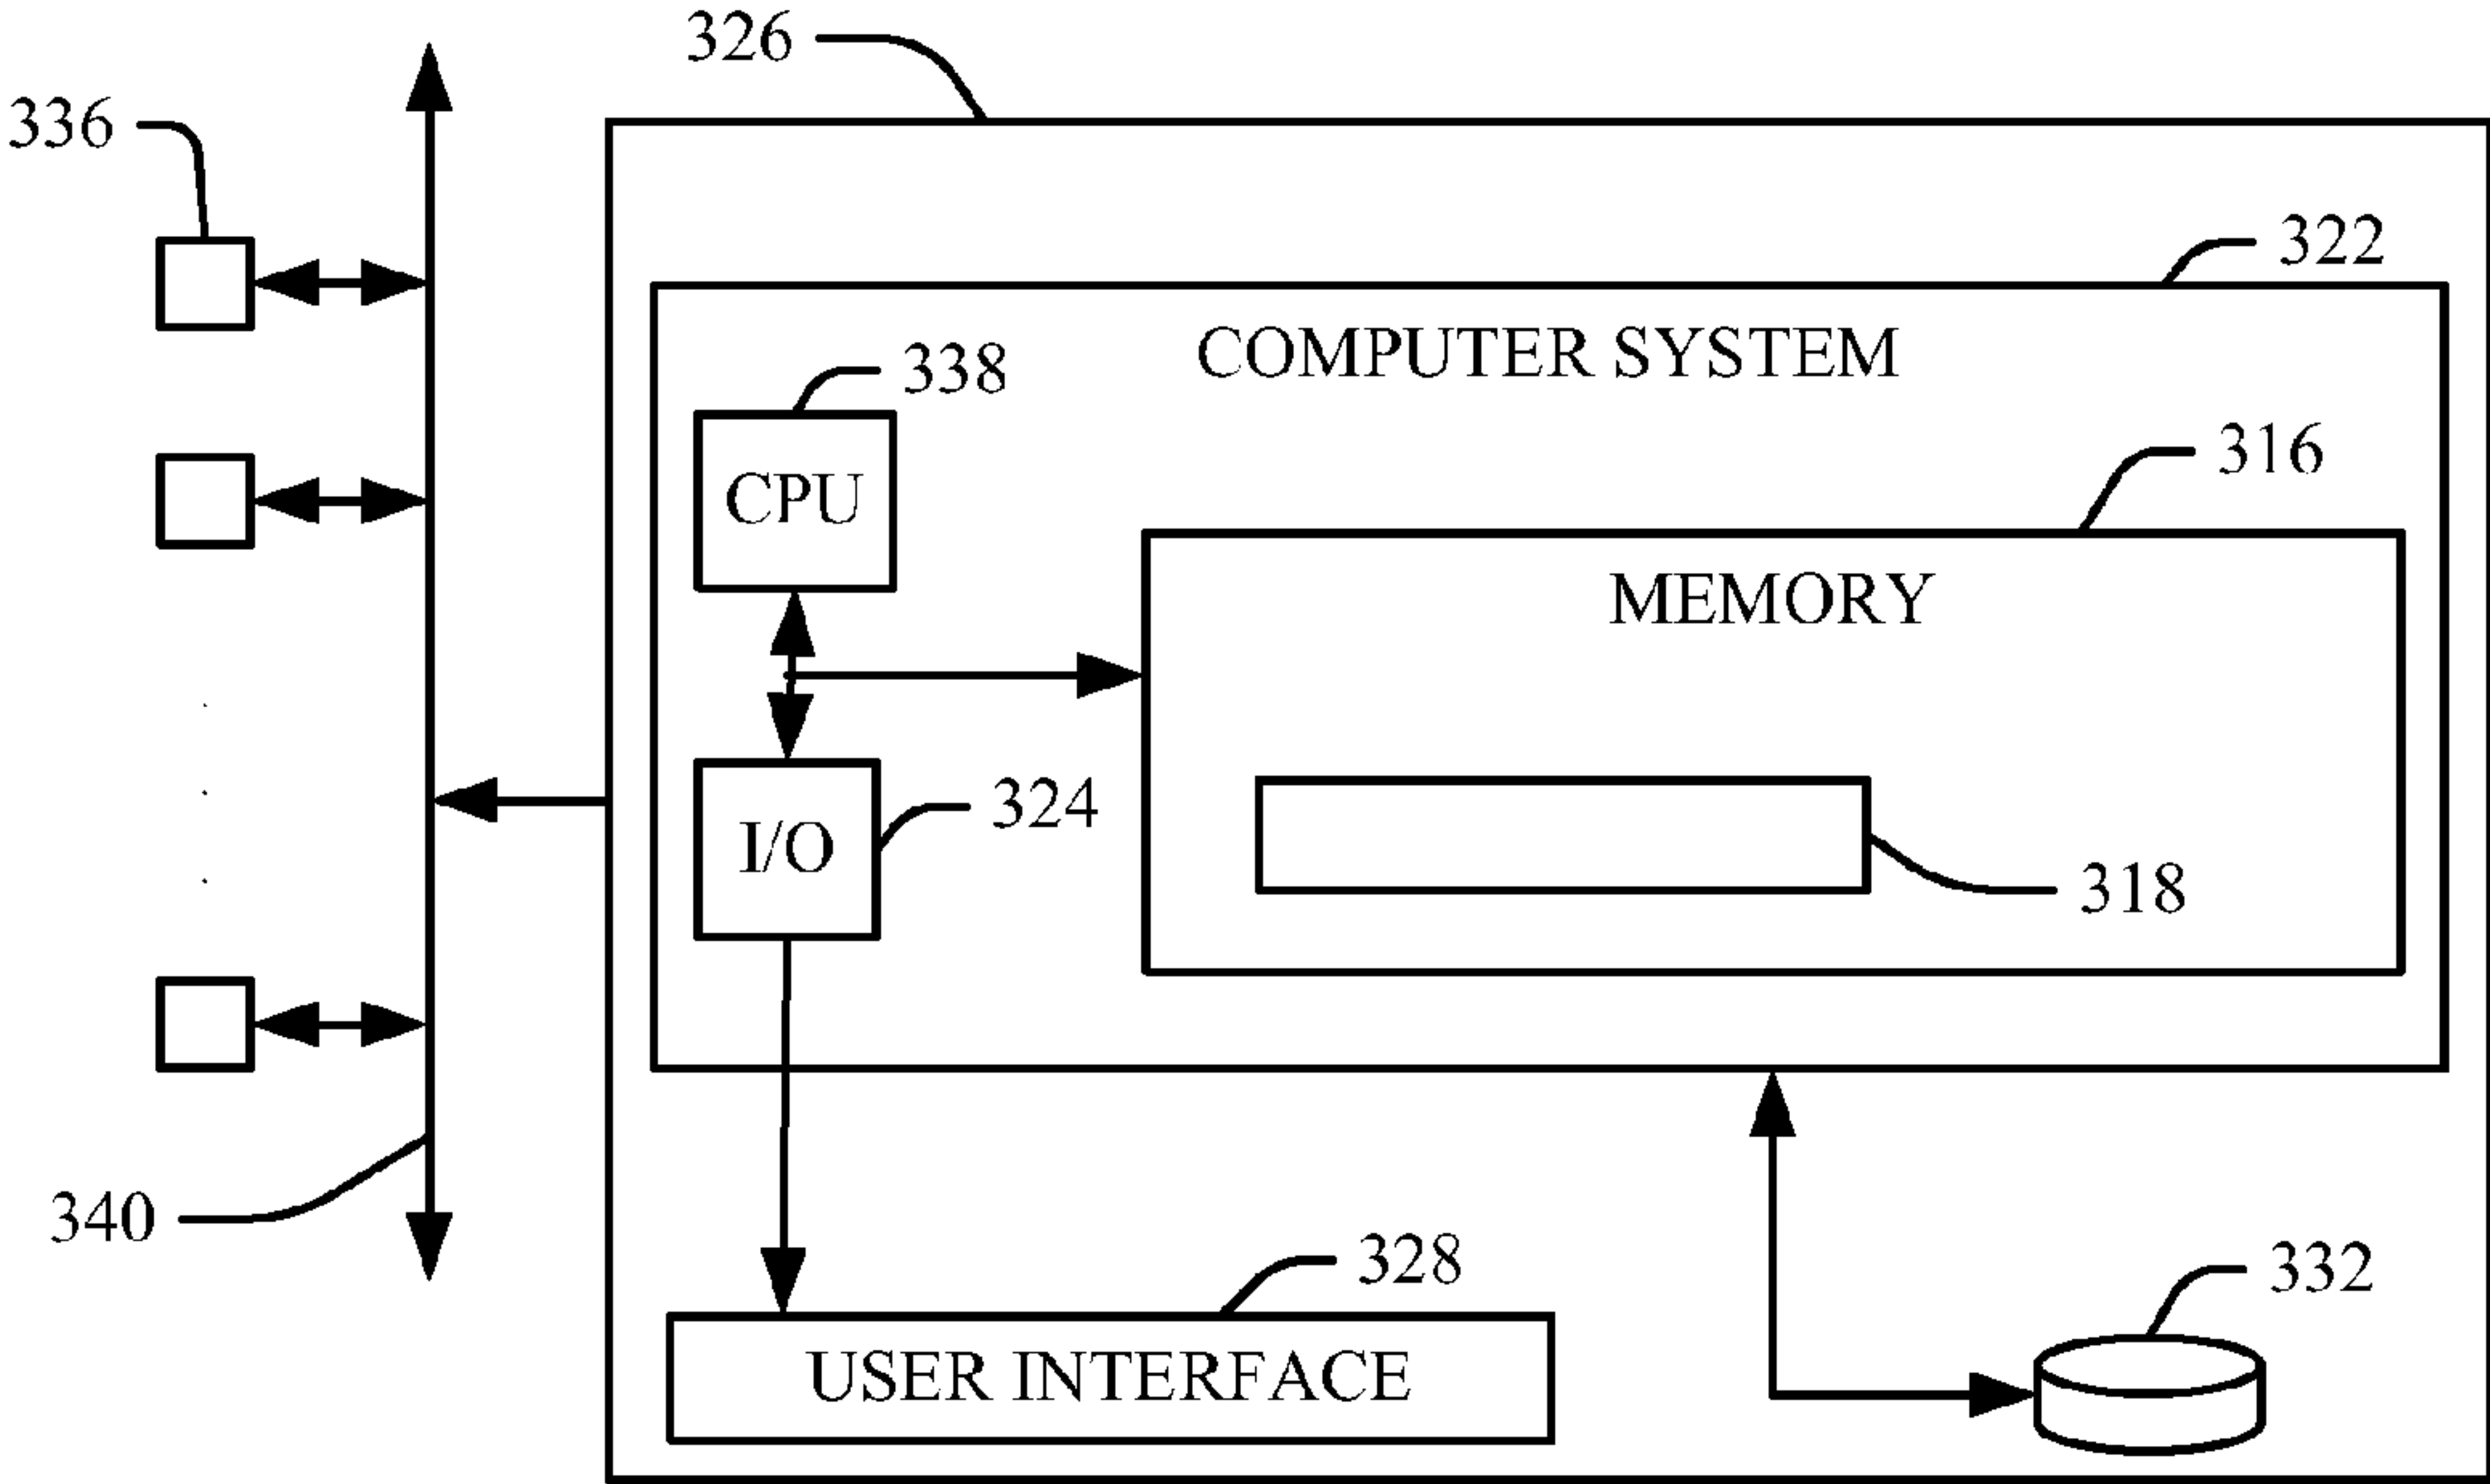 326
336
322
COMPUTER SYSTEM
338
316
CPU
MEMORY
324
I/O
318
340
328
332
USER INTERFACE